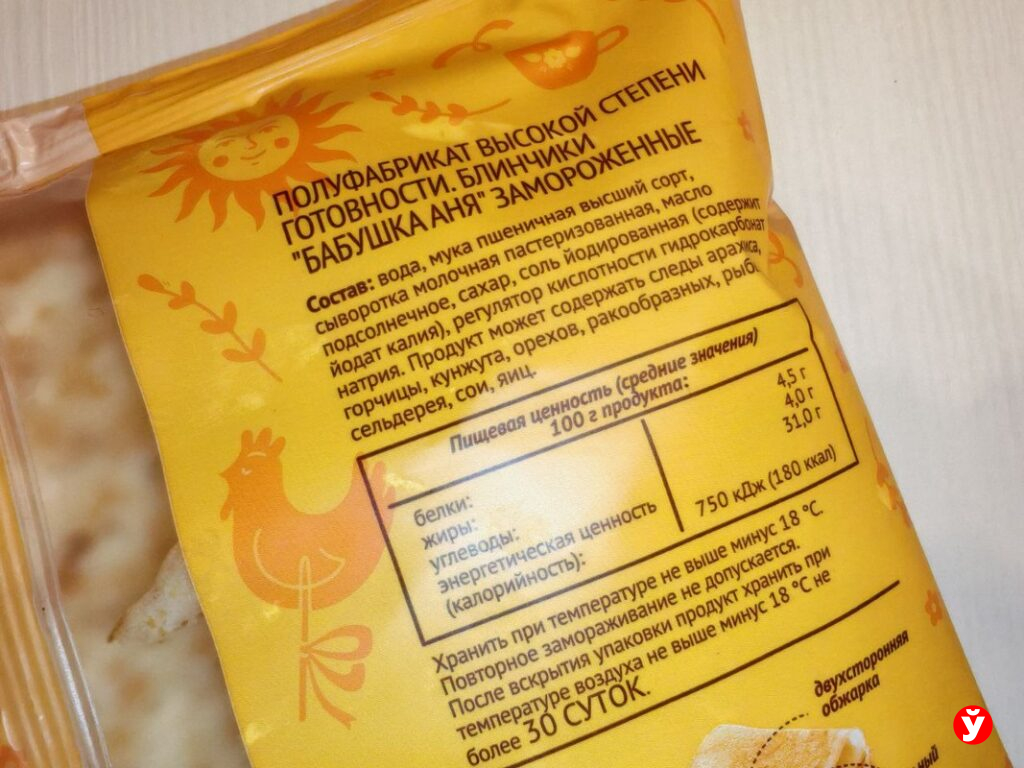 ПОЛУФАБРИКАТ ВЫСОКОЙ СТЕПЕНИ
ГОТОВНОСТИ. БЛИНЧИКИ
"БАБУШКА АНЯ" ЗАМОРОЖЕННЫЕ
Состав: вода, мука пшеничная высший сорт,
сыворотка молочная пастеризованная, масло
подсолнечное, сахар, соль йодированная (содержит
йодат калия), регулятор кислотности гидрокарбонат
натрия. Продукт может содержать следы арахиса,
горчицы, кунжута, орехов, ракообразных, рыбы,
сельдерея, сои, яиц.
Пищевая ценность (средние значения)
100 г продукта:
белки: 4,5 г
жиры: 4,0 г
углеводы: 31,0 г
энергетическая ценность
(калорийность): 750 кДж (180 ккал)
Хранить при температуре не выше минус 18 °С.
Повторное замораживание не допускается.
После вскрытия упаковки продукт хранить при
температуре воздуха не выше минус 18 °С не
более 30 СУТОК.
двухсторонняя
обжарка
Ў